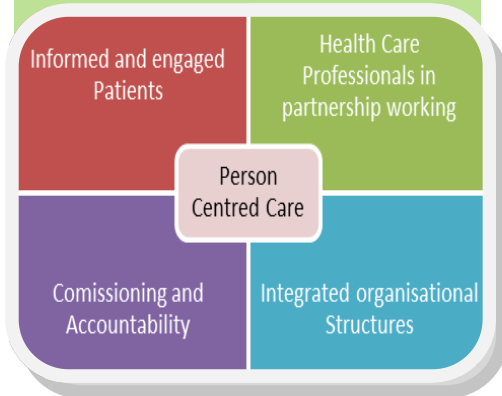 Informed and engaged
Patients
Health Care
Professionals in
partnership working
Person
Centred Care
Comissioning and
Accountability
Integrated organisational
Structures